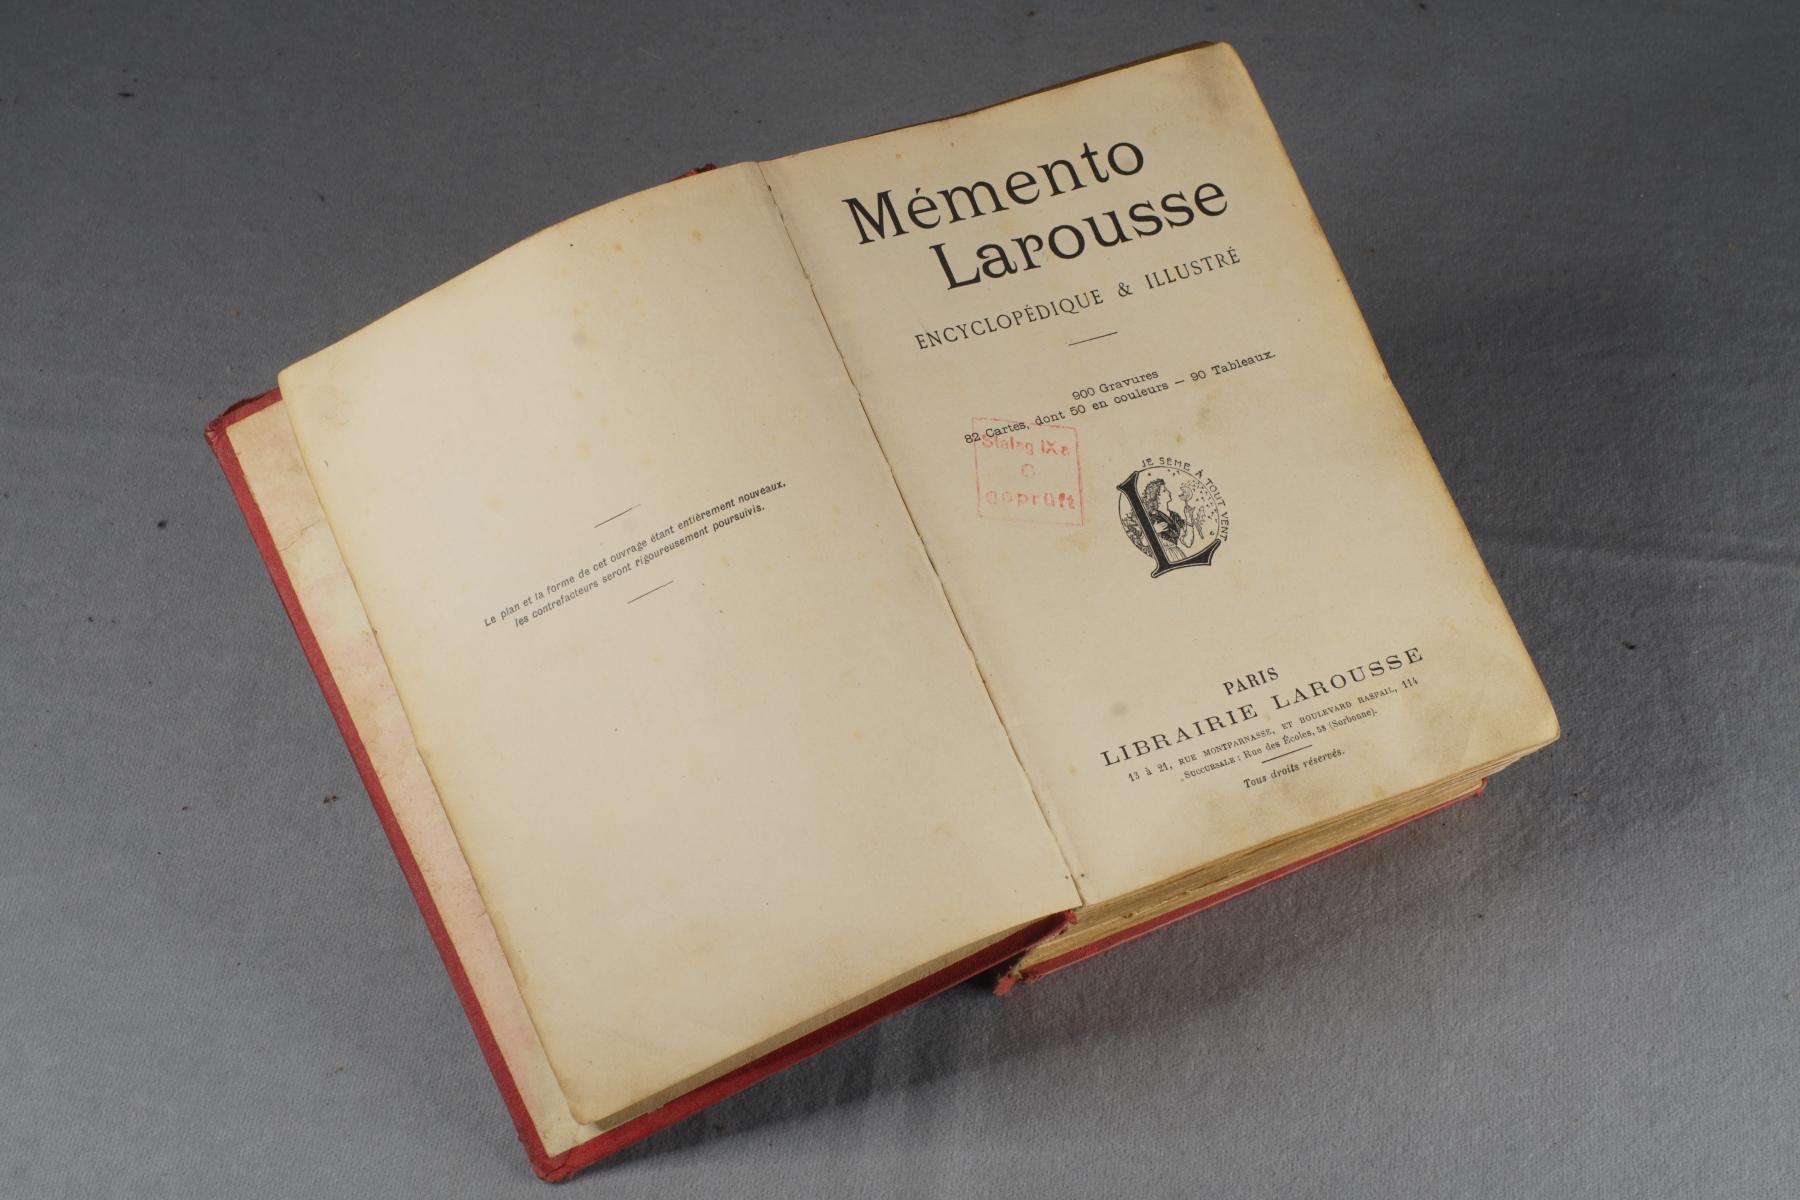 Le plan et la forme de cet ouvrage étant entièrement nouveaux,
les contrefacteurs seront rigoureusement poursuivis.
Mémento
Larousse
ENCYCLOPÉDIQUE & ILLUSTRÉ
900 Gravures
82 Cartes, dont 50 en couleurs — 90 Tableaux.
Stalag IXa
C
geprüft
JE SÈME À TOUT VENT
L
PARIS
LIBRAIRIE LAROUSSE
13 à 21, RUE MONTPARNASSE, ET BOULEVARD RASPAIL, 114
SUCCURSALE : Rue des Écoles, 58 (Sorbonne).
Tous droits réservés.